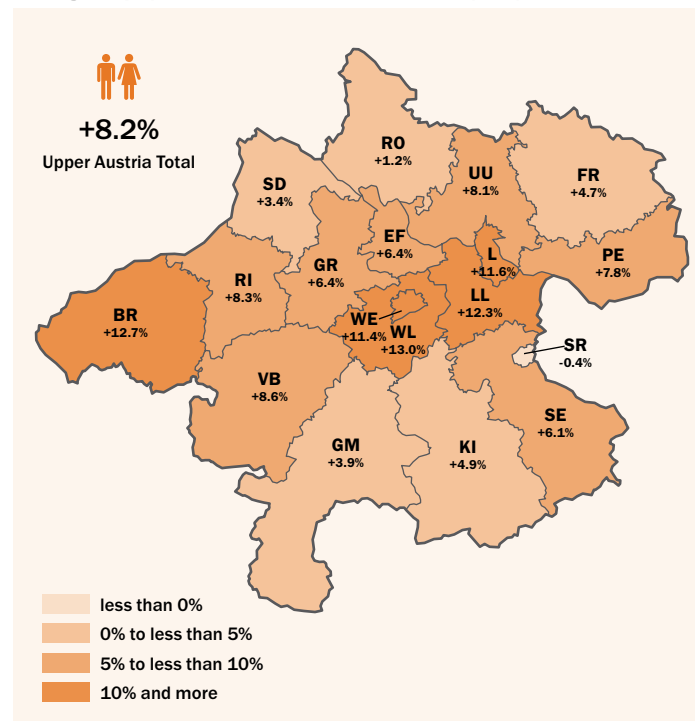 +8.2%
Upper Austria Total
RO
+1.2%
SD
+3.4%
UU
+8.1%
FR
+4.7%
EF
+6.4%
GR
+6.4%
RI
+8.3%
L
+11.6%
PE
+7.8%
BR
+12.7%
LL
+12.3%
WE
+11.4%
WL
+13.0%
SR
-0.4%
VB
+8.6%
SE
+6.1%
GM
+3.9%
KI
+4.9%
less than 0%
0% to less than 5%
5% to less than 10%
10% and more